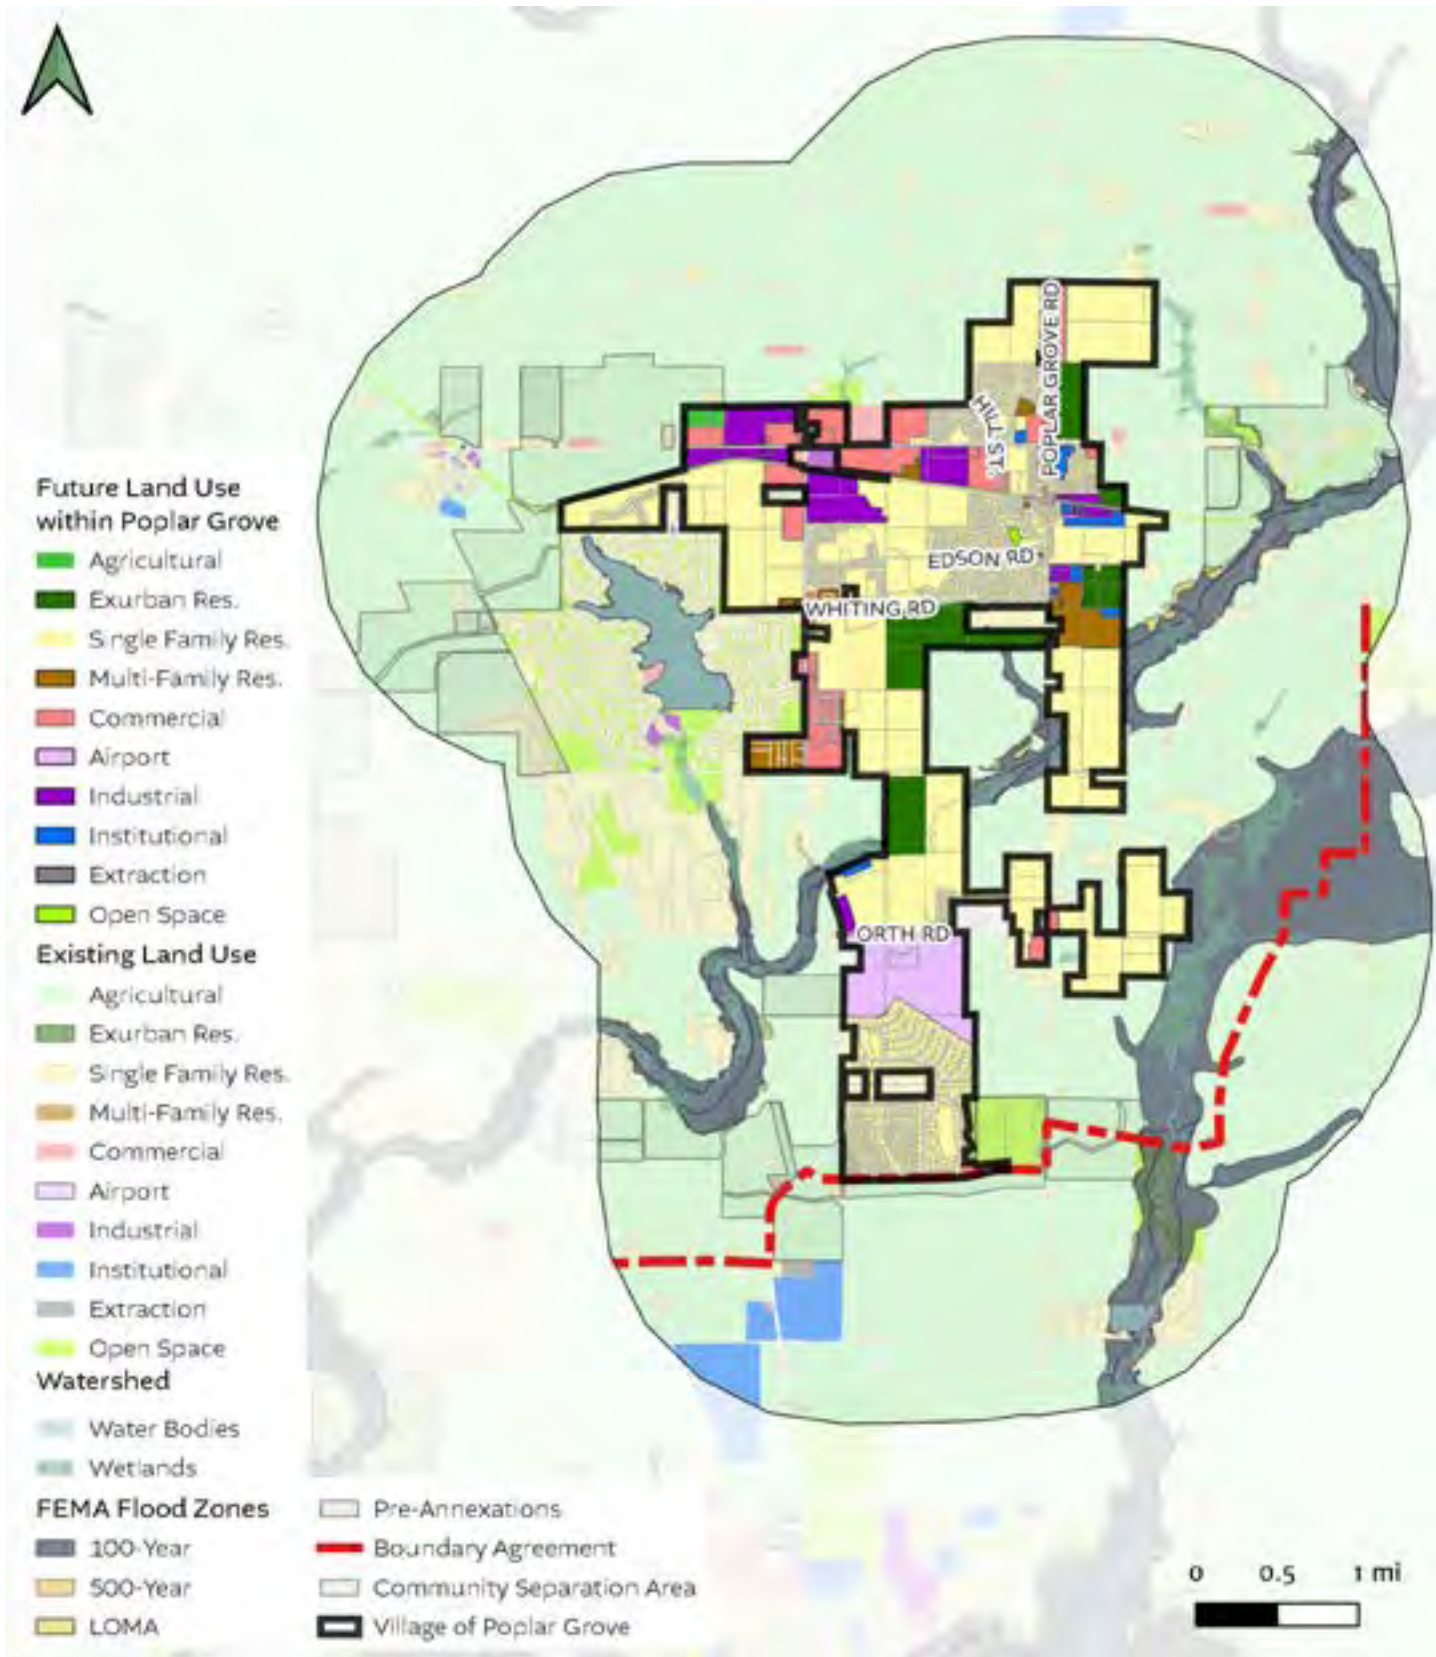 POPLAR GROVE RD
HILL ST.
EDSON RD
WHITING RD
ORTH RD
Future Land Use
within Poplar Grove
Agricultural
Exurban Res.
Single Family Res.
Multi-Family Res.
Commercial
Airport
Industrial
Institutional
Extraction
Open Space
Existing Land Use
Agricultural
Exurban Res.
Single Family Res.
Multi-Family Res.
Commercial
Airport
Industrial
Institutional
Extraction
Open Space
Watershed
Water Bodies
Wetlands
FEMA Flood Zones
100-Year
500-Year
LOMA
Pre-Annexations
Boundary Agreement
Community Separation Area
Village of Poplar Grove
0 0.5 1 mi